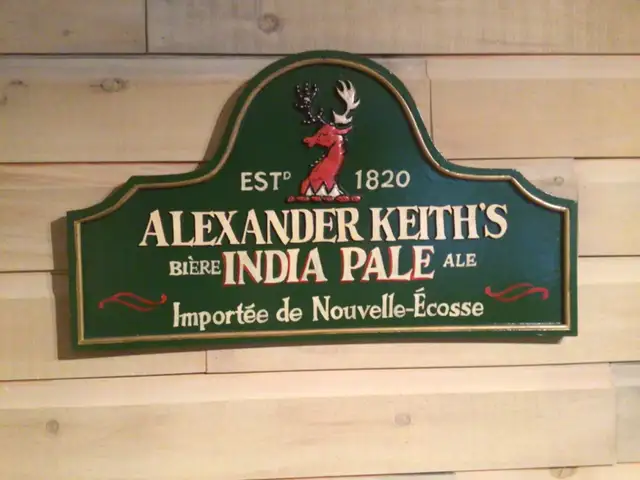 ESTᴰ 1820
ALEXANDER KEITH'S
BIÈRE INDIA PALE ALE
Importée de Nouvelle-Écosse